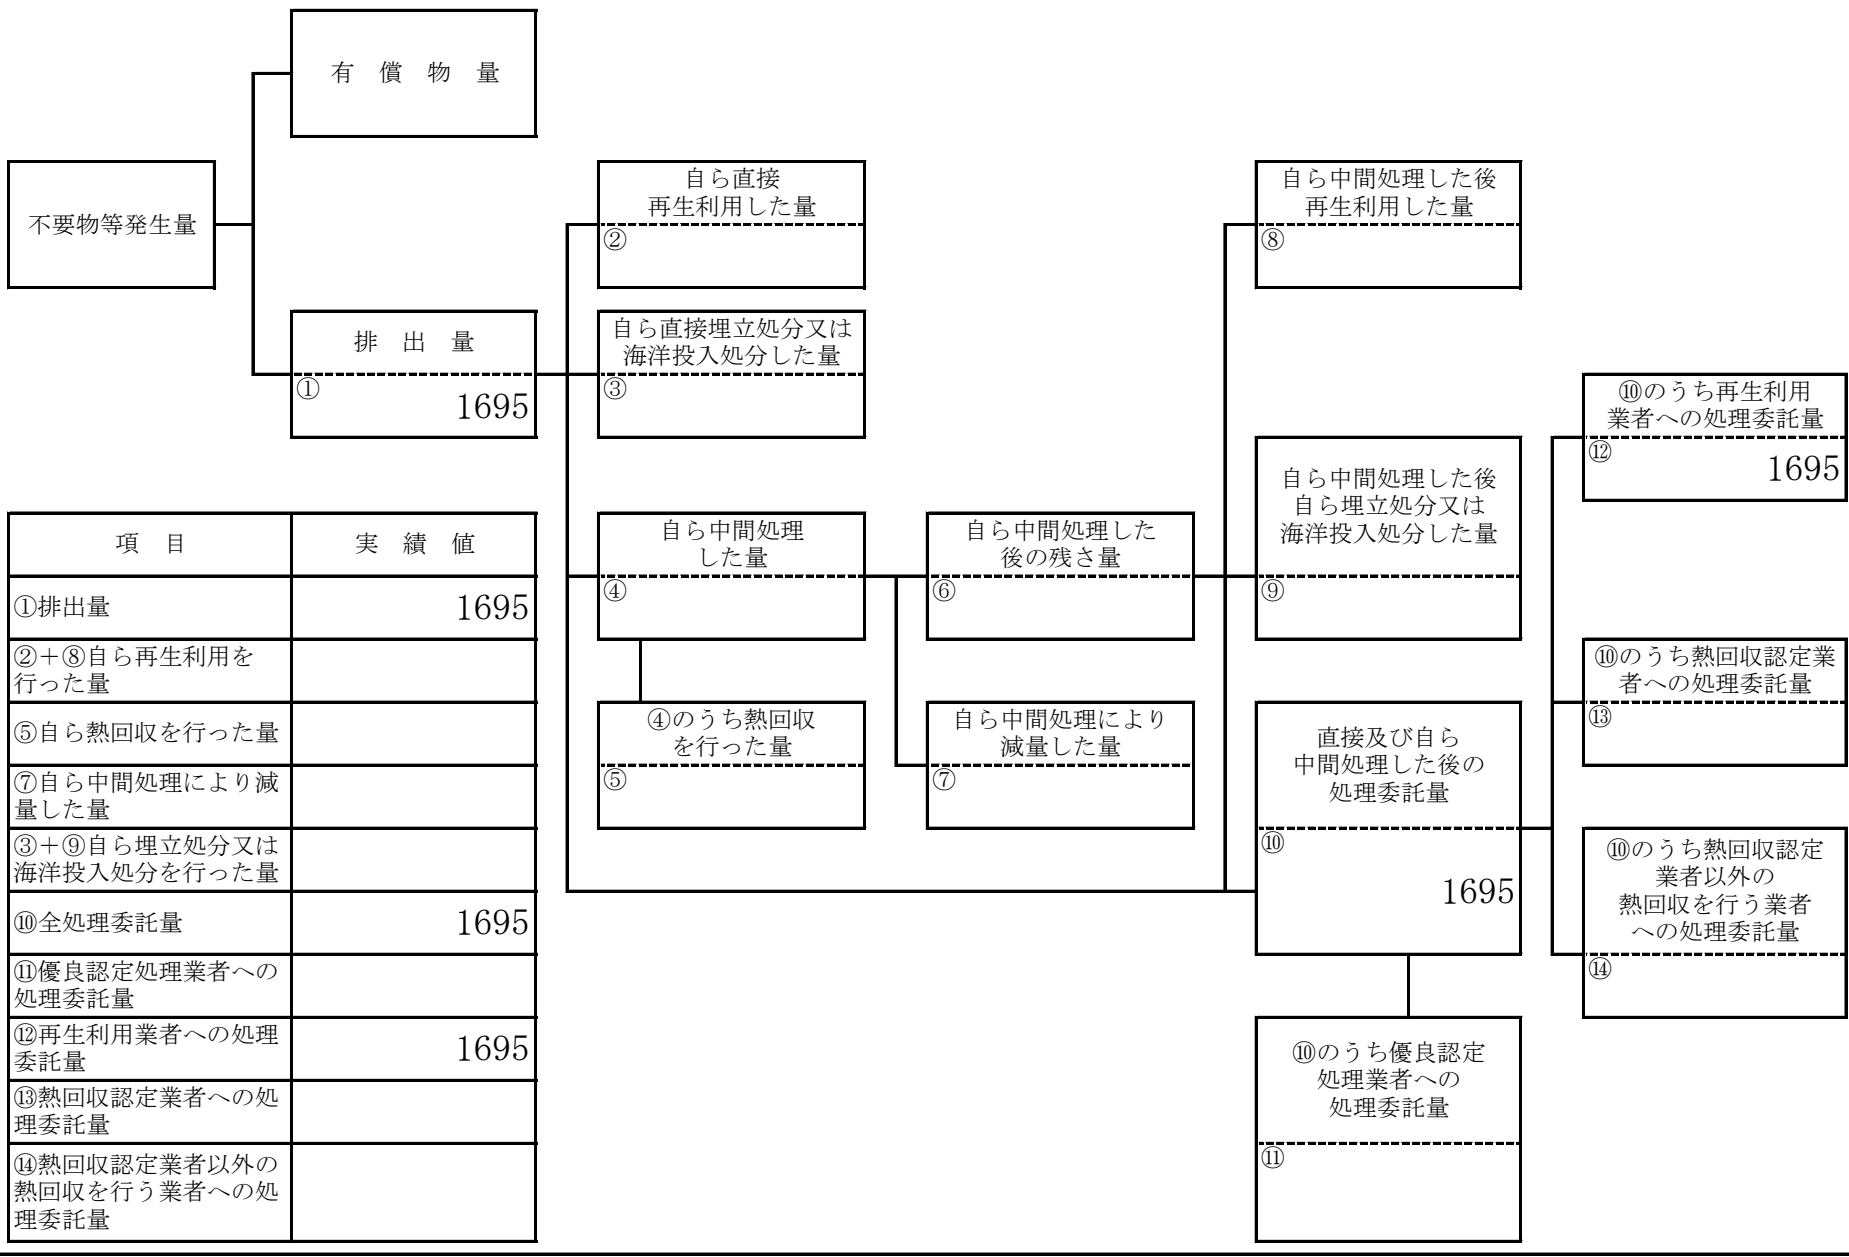 有　償　物　量
不要物等発生量
排　出　量
①
1695
自ら直接
再生利用した量
②
自ら直接埋立処分又は
海洋投入処分した量
③
自ら中間処理
した量
④
④のうち熱回収
を行った量
⑤
自ら中間処理した
後の残さ量
⑥
自ら中間処理により
減量した量
⑦
自ら中間処理した後
再生利用した量
⑧
自ら中間処理した後
自ら埋立処分又は
海洋投入処分した量
⑨
直接及び自ら
中間処理した後の
処理委託量
⑩
1695
⑩のうち優良認定
処理業者への
処理委託量
⑪
⑩のうち再生利用
業者への処理委託量
⑫
1695
⑩のうち熱回収認定業
者への処理委託量
⑬
⑩のうち熱回収認定
業者以外の
熱回収を行う業者
への処理委託量
⑭
項　目　実　績　値
①排出量　1695
②＋⑧自ら再生利用を
行った量
⑤自ら熱回収を行った量
⑦自ら中間処理により減
量した量
③＋⑨自ら埋立処分又は
海洋投入処分を行った量
⑩全処理委託量　1695
⑪優良認定処理業者への
処理委託量
⑫再生利用業者への処理
委託量　1695
⑬熱回収認定業者への処
理委託量
⑭熱回収認定業者以外の
熱回収を行う業者への処
理委託量